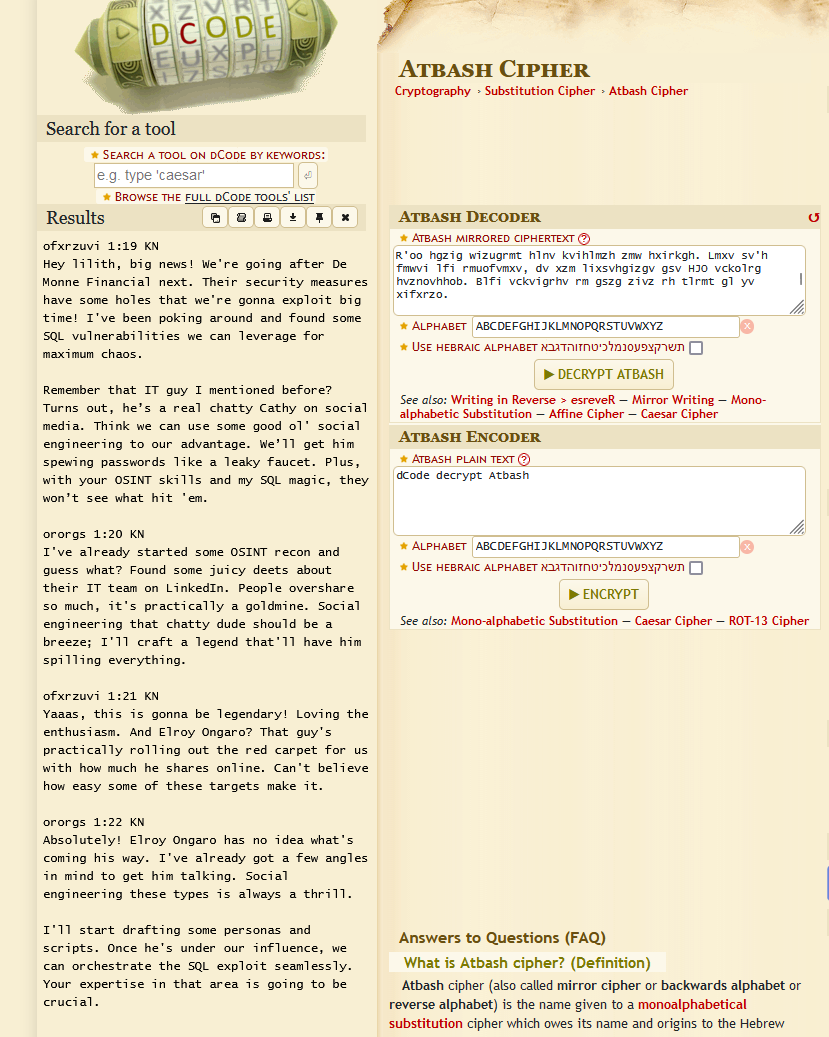 DCODE
Search for a tool
★ Search a tool on dCode by keywords:
e.g. type 'caesar'
★ Browse the full dCode tools' list
Results
ofxrzuvi 1:19 KN
Hey lilith, big news! We're going after De
Monne Financial next. Their security measures
have some holes that we're gonna exploit big
time! I've been poking around and found some
SQL vulnerabilities we can leverage for
maximum chaos.
Remember that IT guy I mentioned before?
Turns out, he’s a real chatty Cathy on social
media. Think we can use some good ol' social
engineering to our advantage. We’ll get him
spewing passwords like a leaky faucet. Plus,
with your OSINT skills and my SQL magic, they
won’t see what hit 'em.
ororgs 1:20 KN
I've already started some OSINT recon and
guess what? Found some juicy deets about
their IT team on LinkedIn. People overshare
so much, it's practically a goldmine. Social
engineering that chatty dude should be a
breeze; I'll craft a legend that'll have him
spilling everything.
ofxrzuvi 1:21 KN
Yaaas, this is gonna be legendary! Loving the
enthusiasm. And Elroy Ongaro? That guy's
practically rolling out the red carpet for us
with how much he shares online. Can't believe
how easy some of these targets make it.
ororgs 1:22 KN
Absolutely! Elroy Ongaro has no idea what's
coming his way. I've already got a few angles
in mind to get him talking. Social
engineering these types is always a thrill.
I'll start drafting some personas and
scripts. Once he's under our influence, we
can orchestrate the SQL exploit seamlessly.
Your expertise in that area is going to be
crucial.
Atbash Cipher
Cryptography › Substitution Cipher › Atbash Cipher
Atbash Decoder
★ Atbash mirrored ciphertext ?
R'oo hgzig wizugrmt hlnv kvihlmzh zmw hxirkgh. Lmxv sv'h
fmwvi lfi rmuofvmxv, dv xzm lixsvhgizgv gsv HJO vckolrg
hvznovhhob. Blfi vckvigrhv rm gszg zivz rh tlrmt gl yv
xifxrzo.
★ Alphabet ABCDEFGHIJKLMNOPQRSTUVWXYZ
★ Use hebraic alphabet תשרקצפעסנמלכיטחזוהדגבא
▶ DECRYPT ATBASH
See also: Writing in Reverse > esreveR — Mirror Writing — Mono-
alphabetic Substitution — Affine Cipher — Caesar Cipher
Atbash Encoder
★ Atbash plain text ?
dCode decrypt Atbash
★ Alphabet ABCDEFGHIJKLMNOPQRSTUVWXYZ
★ Use hebraic alphabet תשרקצפעסנמלכיטחזוהדגבא
▶ ENCRYPT
See also: Mono-alphabetic Substitution — Caesar Cipher — ROT-13 Cipher
Answers to Questions (FAQ)
What is Atbash cipher? (Definition)
Atbash cipher (also called mirror cipher or backwards alphabet or
reverse alphabet) is the name given to a monoalphabetical
substitution cipher which owes its name and origins to the Hebrew